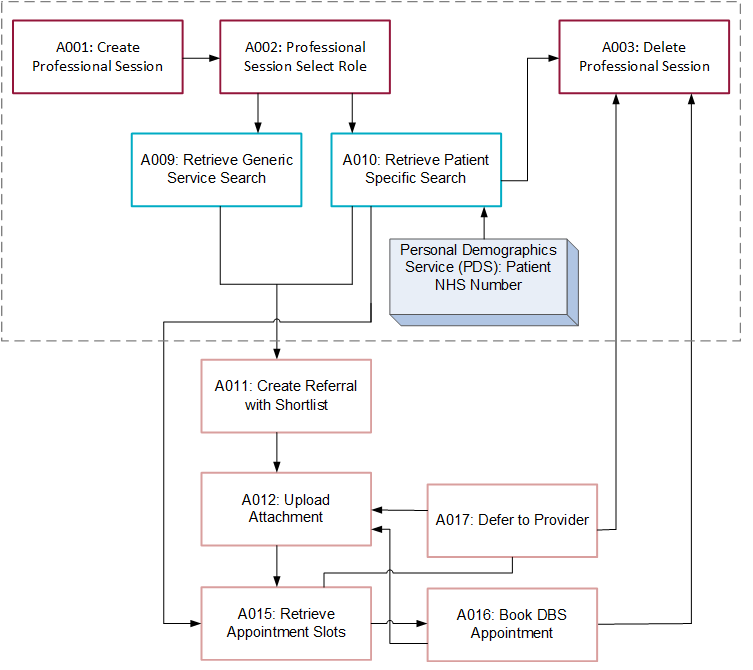 A001: Create
Professional Session
A002: Professional
Session Select Role
A003: Delete
Professional Session
A009: Retrieve Generic
Service Search
A010: Retrieve Patient
Specific Search
Personal Demographics
Service (PDS): Patient
NHS Number
A011: Create Referral
with Shortlist
A012: Upload
Attachment
A017: Defer to Provider
A015: Retrieve
Appointment Slots
A016: Book DBS
Appointment